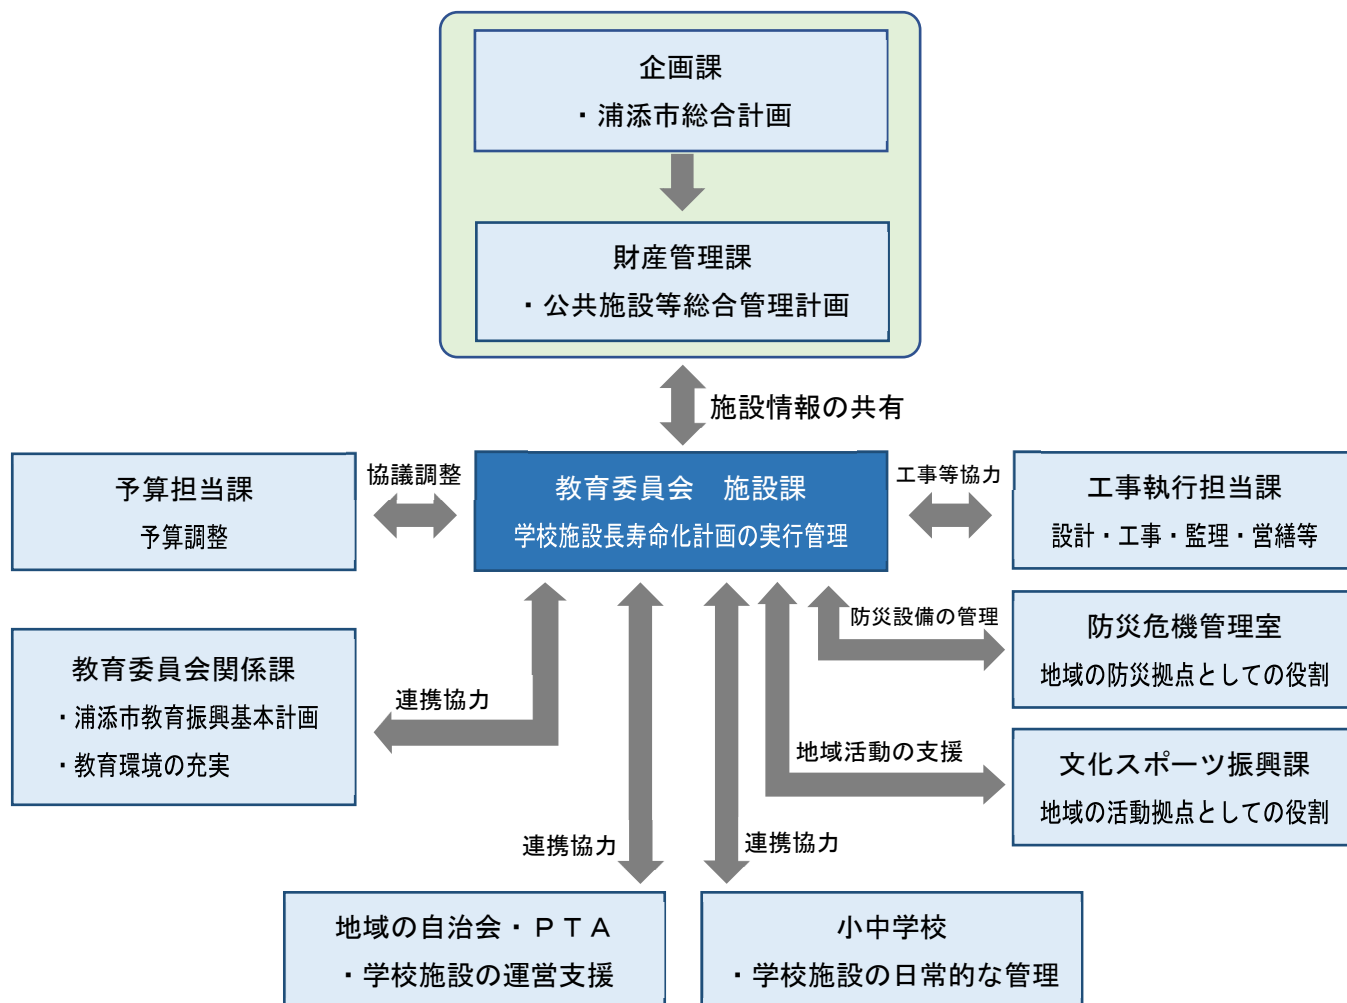 企画課
・浦添市総合計画
財産管理課
・公共施設等総合管理計画
施設情報の共有
予算担当課
予算調整
協議調整
教育委員会　施設課
学校施設長寿命化計画の実行管理
工事等協力
工事執行担当課
設計・工事・監理・営繕等
防災設備の管理
防災危機管理室
地域の防災拠点としての役割
教育委員会関係課
・浦添市教育振興基本計画
・教育環境の充実
連携協力
地域活動の支援
文化スポーツ振興課
地域の活動拠点としての役割
連携協力
連携協力
地域の自治会・ＰＴＡ
・学校施設の運営支援
小中学校
・学校施設の日常的な管理